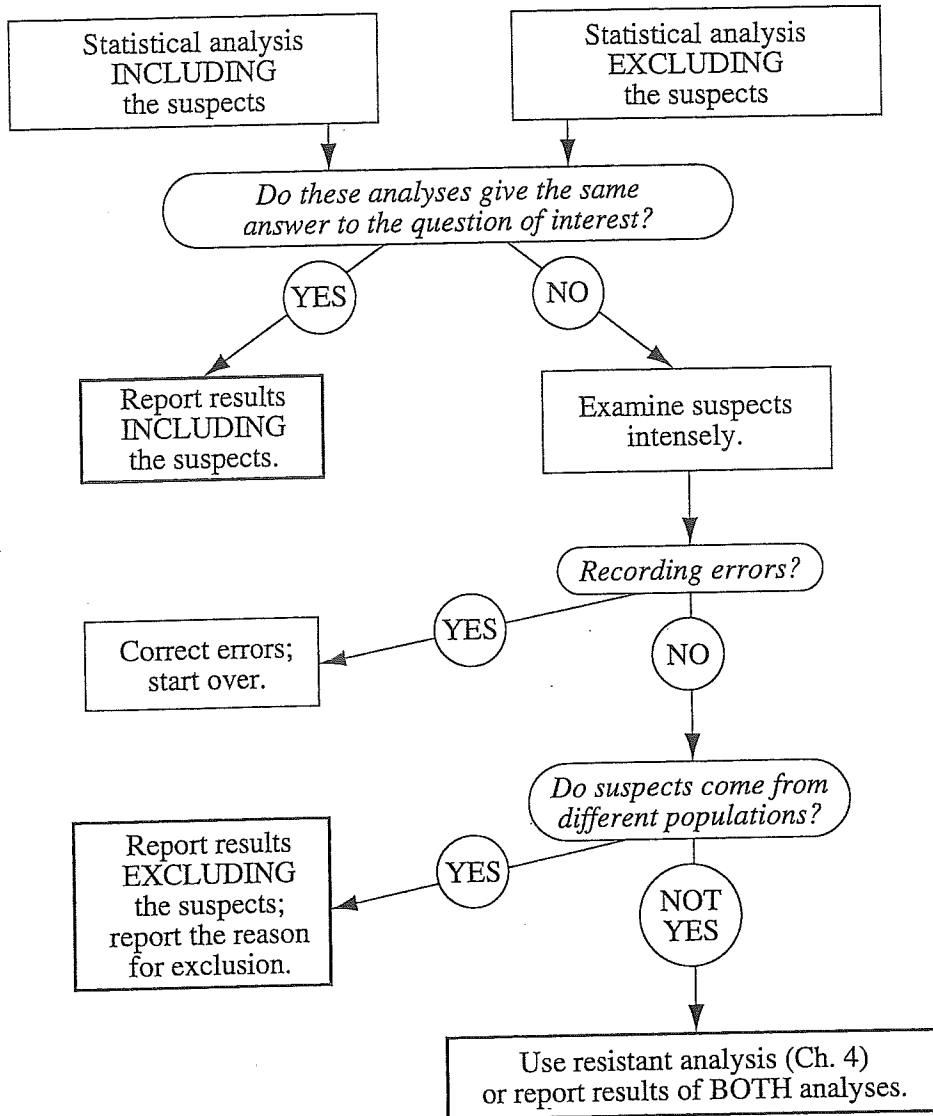 Statistical analysis
INCLUDING
the suspects
Statistical analysis
EXCLUDING
the suspects
Do these analyses give the same
answer to the question of interest?
YES
NO
Report results
INCLUDING
the suspects.
Examine suspects
intensely.
Recording errors?
YES
NO
Correct errors;
start over.
Do suspects come from
different populations?
YES
NOT
YES
Report results
EXCLUDING
the suspects;
report the reason
for exclusion.
Use resistant analysis (Ch. 4)
or report results of BOTH analyses.